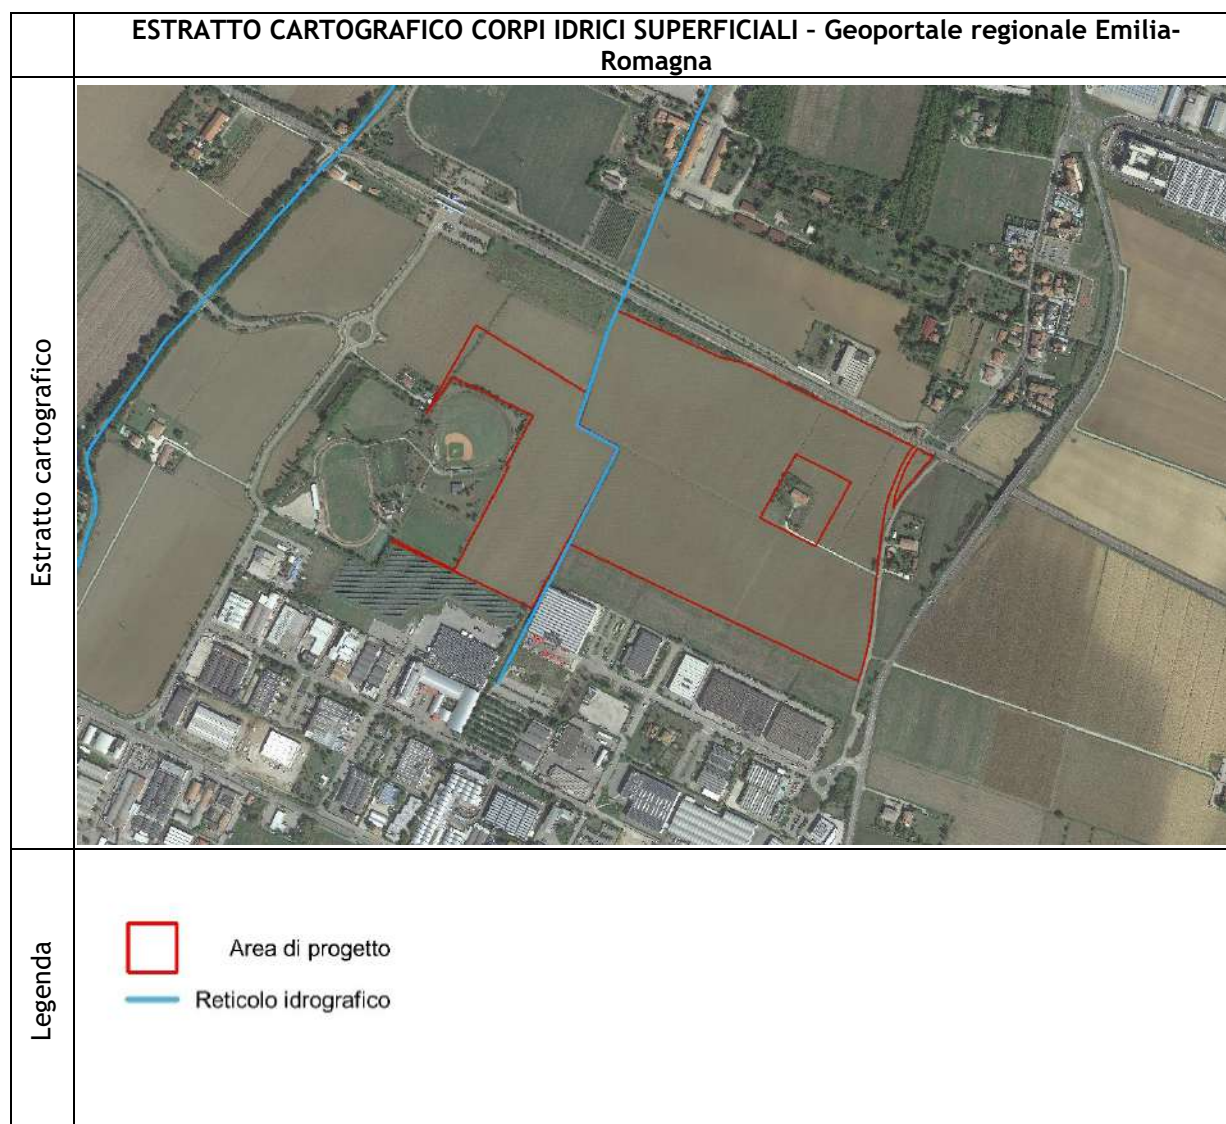 ESTRATTO CARTOGRAFICO CORPI IDRICI SUPERFICIALI – Geoportale regionale Emilia-
Romagna
Estratto cartografico
Legenda
Area di progetto
Reticolo idrografico